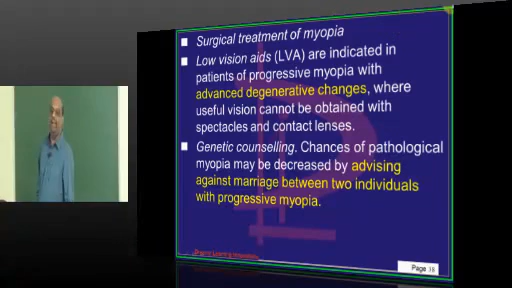 Surgical treatment of myopia
Low vision aids (LVA) are indicated in
patients of progressive myopia with
advanced degenerative changes, where
useful vision cannot be obtained with
spectacles and contact lenses.
Genetic counselling. Chances of pathological
myopia may be decreased by advising
against marriage between two individuals
with progressive myopia.
Page 38